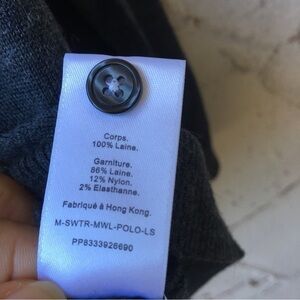 Corps.
100% Laine.
Garniture.
86% Laine.
12% Nylon.
2% Elasthanne.
Fabriqué à Hong Kong.
M-SWTR-MWL-POLO-LS
PP8333926690